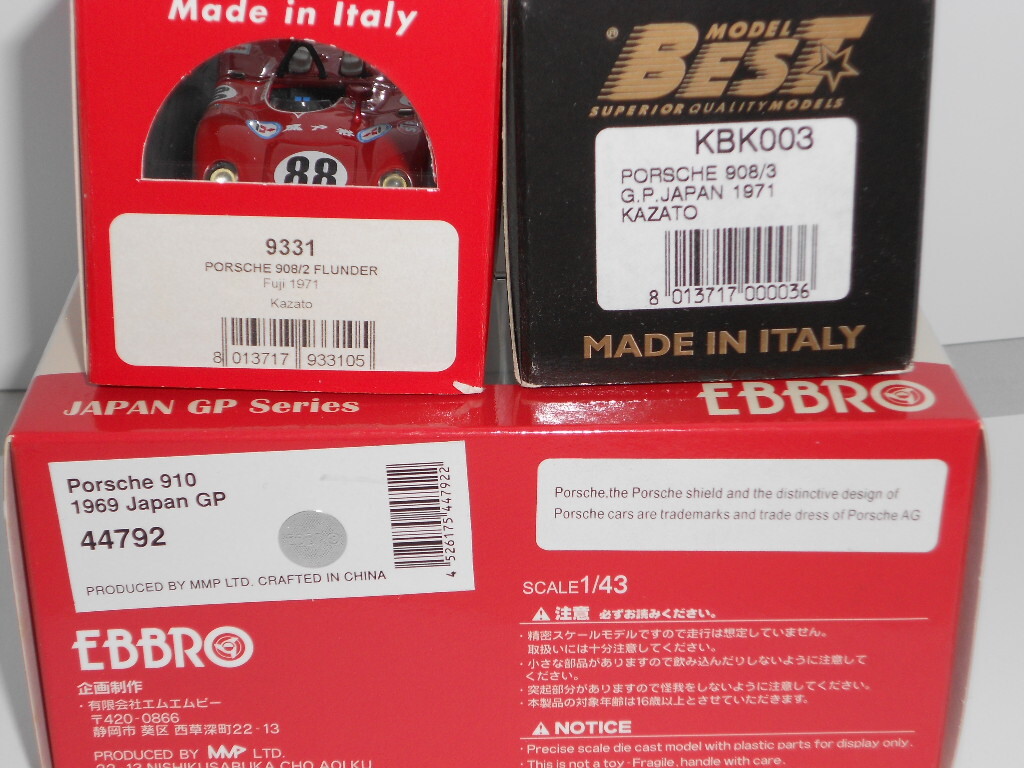 Made in Italy
88
9331
PORSCHE 908/2 FLUNDER
Fuji 1971
Kazato
8 013717 933105
MODEL
BEST
®
SUPERIOR QUALITY MODELS
KBK003
PORSCHE 908/3
G.P.JAPAN 1971
KAZATO
8 013717 000036
MADE IN ITALY
JAPAN GP Series
EBBRO
Porsche 910
1969 Japan GP
44792
4 526175 447922
PRODUCED BY MMP LTD. CRAFTED IN CHINA
Porsche,the Porsche shield and the distinctive design of
Porsche cars are trademarks and trade dress of Porsche AG
EBBRO
企画制作
・有限会社エムエムピー
〒420-0866
静岡市 葵区 西草深町22-13
PRODUCED BY MMP LTD.
22-13 NISHIKUSABUKA CHO AOI KU
SCALE1/43
注意 必ずお読みください。
・精密スケールモデルですので走行は想定していません。
取扱いには十分注意してください。
・小さな部品がありますので飲み込んだりしないように注意して
ください。
・突起部分がありますので怪我をしないように注意してください。
・本製品の対象年齢は16歳以上とさせていただきます。
NOTICE
・Precise scale die cast model with plastic parts for display only.
・This is not a toy・Fragile, handle with care.